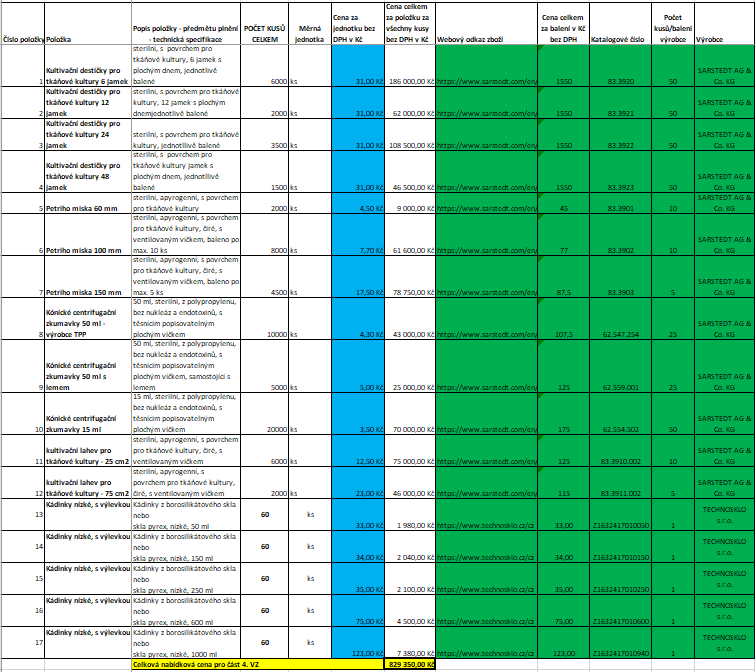 Číslo položky | Položka | Popis položky - předmětu plnění - technická specifikace | POČET KUSŮ CELKEM | Měrná jednotka | Cena za jednotku bez DPH v Kč | Cena celkem za položku za všechny kusy bez DPH v Kč | Webový odkaz zboží | Cena celkem za balení v Kč bez DPH | Katalogové číslo | Počet kusů/balení výrobce | Výrobce
1 | Kultivační destičky pro tkáňové kultury 6 jamek | sterilní, s povrchem pro tkáňové kultury, 6 jamek s plochým dnem, jednotlivě balené | 6000 | ks | 31,00 Kč | 186 000,00 Kč | https://www.sarstedt.com/en/ | 1550 | 83.3920 | 50 | SARSTEDT AG & Co. KG
2 | Kultivační destičky pro tkáňové kultury 12 jamek | sterilní, s povrchem pro tkáňové kultury, 12 jamek s plochým dnemjednotlivě balené | 2000 | ks | 31,00 Kč | 62 000,00 Kč | https://www.sarstedt.com/en/ | 1550 | 83.3921 | 50 | SARSTEDT AG & Co. KG
3 | Kultivační destičky pro tkáňové kultury 24 jamek | sterilní, s povrchem pro tkáňové kultury, jednotlivě balené | 3500 | ks | 31,00 Kč | 108 500,00 Kč | https://www.sarstedt.com/en/ | 1550 | 83.3922 | 50 | SARSTEDT AG & Co. KG
4 | Kultivační destičky pro tkáňové kultury 48 jamek | sterilní, s povrchem pro tkáňové kultury jamek s plochým dnem, jednotlivě balené | 1500 | ks | 31,00 Kč | 46 500,00 Kč | https://www.sarstedt.com/en/ | 1550 | 83.3923 | 50 | SARSTEDT AG & Co. KG
5 | Petriho miska 60 mm | sterilní, apyrogenní, s povrchem pro tkáňové kultury | 2000 | ks | 4,50 Kč | 9 000,00 Kč | https://www.sarstedt.com/en/ | 45 | 83.3901 | 10 | SARSTEDT AG & Co. KG
6 | Petriho miska 100 mm | sterilní, apyrogenní, s povrchem pro tkáňové kultury, čiré, s ventilovaným víčkem, baleno po max. 10 ks | 8000 | ks | 7,70 Kč | 61 600,00 Kč | https://www.sarstedt.com/en/ | 77 | 83.3902 | 10 | SARSTEDT AG & Co. KG
7 | Petriho miska 150 mm | sterilní, apyrogenní, s povrchem pro tkáňové kultury, čiré, s ventilovaným víčkem, baleno po max. 5 ks | 4500 | ks | 17,50 Kč | 78 750,00 Kč | https://www.sarstedt.com/en/ | 87,5 | 83.3903 | 5 | SARSTEDT AG & Co. KG
8 | Kónické centrifugační zkumavky 50 ml - výrobce TPP | 50 ml, sterilní, z polypropylenu, bez nukleáz a endotoxinů, s těsnícím popisovatelným plochým víčkem | 10000 | ks | 4,30 Kč | 43 000,00 Kč | https://www.sarstedt.com/en/ | 107,5 | 62.547.254 | 25 | SARSTEDT AG & Co. KG
9 | Kónické centrifugační zkumavky 50 ml s lemem | 50 ml, sterilní, z polypropylenu, bez nukleáz a endotoxinů, s těsnícím popisovatelným plochým víčkem, samostojící s lemem | 5000 | ks | 5,00 Kč | 25 000,00 Kč | https://www.sarstedt.com/en/ | 125 | 62.559.001 | 25 | SARSTEDT AG & Co. KG
10 | Kónické centrifugační zkumavky 15 ml | 15 ml, sterilní, z polypropylenu, bez nukleáz a endotoxinů, s těsnícím popisovatelným plochým víčkem | 20000 | ks | 3,50 Kč | 70 000,00 Kč | https://www.sarstedt.com/en/ | 175 | 62.554.502 | 50 | SARSTEDT AG & Co. KG
11 | kultivační lahev pro tkáňové kultury - 25 cm2 | sterilní, apyrogenní, s povrchem pro tkáňové kultury, čiré, s ventilovaným víčkem | 6000 | ks | 12,50 Kč | 75 000,00 Kč | https://www.sarstedt.com/en/ | 125 | 83.3910.002 | 10 | SARSTEDT AG & Co. KG
12 | kultivační lahev pro tkáňové kultury - 75 cm2 | sterilní, apyrogenní, s povrchem pro tkáňové kultury, čiré, s ventilovaným víčkem | 2000 | ks | 23,00 Kč | 46 000,00 Kč | https://www.sarstedt.com/en/ | 115 | 83.3911.002 | 5 | SARSTEDT AG & Co. KG
13 | Kádinky nízké, s výlevkou | Kádinky z borosilikátového skla nebo skla pyrex, nízké, 50 ml | 60 | ks | 33,00 Kč | 1 980,00 Kč | https://www.technosklo.cz/cz | 33,00 | Z1632417010050 | 1 | TECHNOSKLO s.r.o.
14 | Kádinky nízké, s výlevkou | Kádinky z borosilikátového skla nebo skla pyrex, nízké, 150 ml | 60 | ks | 34,00 Kč | 2 040,00 Kč | https://www.technosklo.cz/cz | 34,00 | Z1632417010150 | 1 | TECHNOSKLO s.r.o.
15 | Kádinky nízké, s výlevkou | Kádinky z borosilikátového skla nebo skla pyrex, nízké, 250 ml | 60 | ks | 35,00 Kč | 2 100,00 Kč | https://www.technosklo.cz/cz | 35,00 | Z1632417010250 | 1 | TECHNOSKLO s.r.o.
16 | Kádinky nízké, s výlevkou | Kádinky z borosilikátového skla nebo skla pyrex, nízké, 600 ml | 60 | ks | 75,00 Kč | 4 500,00 Kč | https://www.technosklo.cz/cz | 75,00 | Z1632417010600 | 1 | TECHNOSKLO s.r.o.
17 | Kádinky nízké, s výlevkou | Kádinky z borosilikátového skla nebo skla pyrex, nízké, 1000 ml | 60 | ks | 123,00 Kč | 7 380,00 Kč | https://www.technosklo.cz/cz | 123,00 | Z1632417010940 | 1 | TECHNOSKLO s.r.o.
Celková nabídková cena pro část 4. VZ | 829 350,00 Kč